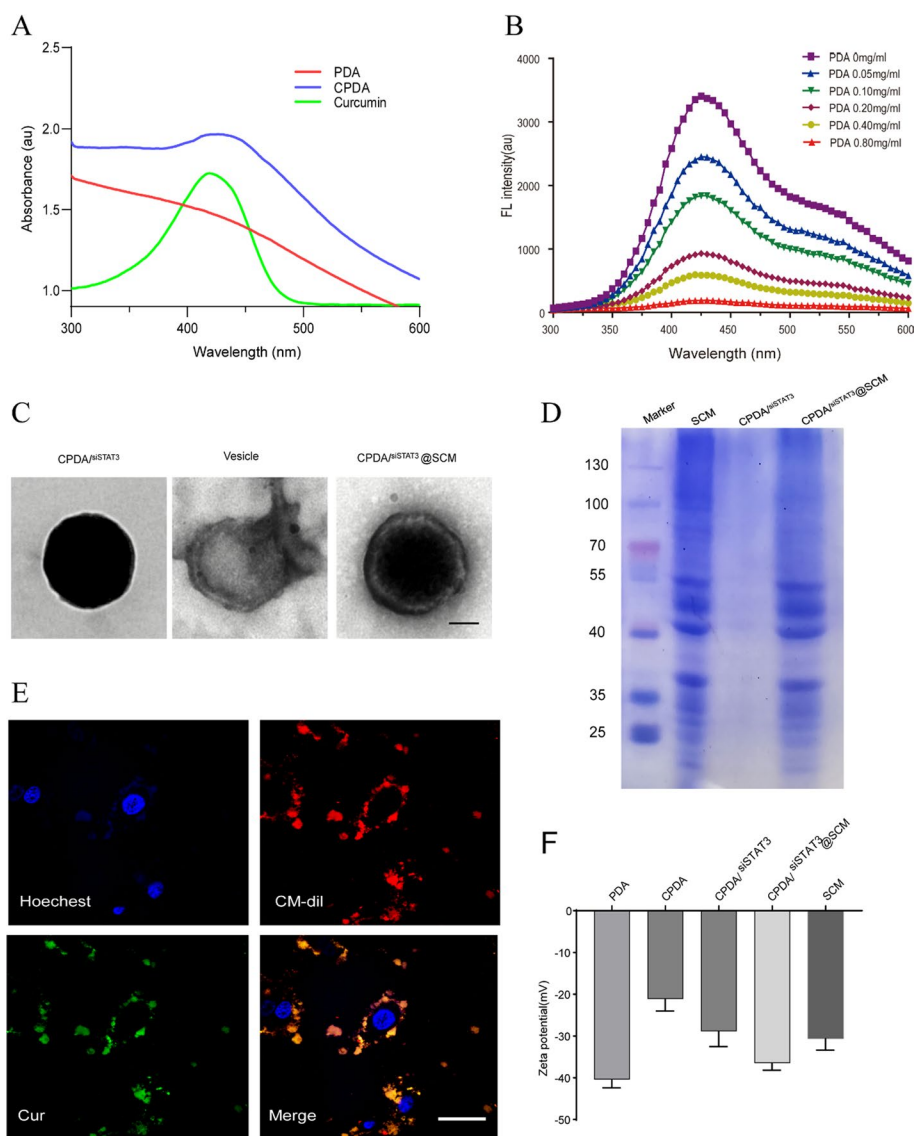 A
2.5
2.0
1.5
1.0
Absorbance (au)
PDA
CPDA
Curcumin
300
400
500
600
Wavelength (nm)
B
4000
3000
2000
1000
0
FL intensity(au)
PDA 0mg/ml
PDA 0.05mg/ml
PDA 0.10mg/ml
PDA 0.20mg/ml
PDA 0.40mg/ml
PDA 0.80mg/ml
300
350
400
450
500
550
600
Wavelength (nm)
C
CPDA/siSTAT3
Vesicle
CPDA/siSTAT3@SCM
D
Marker
SCM
CPDA/siSTAT3
CPDA/siSTAT3@SCM
130
100
70
55
40
35
25
E
Hoechest
CM-dil
Cur
Merge
F
PDA
CPDA
CPDA/siSTAT3
CPDA/siSTAT3@SCM
SCM
0
-10
-20
-30
-40
-50
Zeta potential(mV)